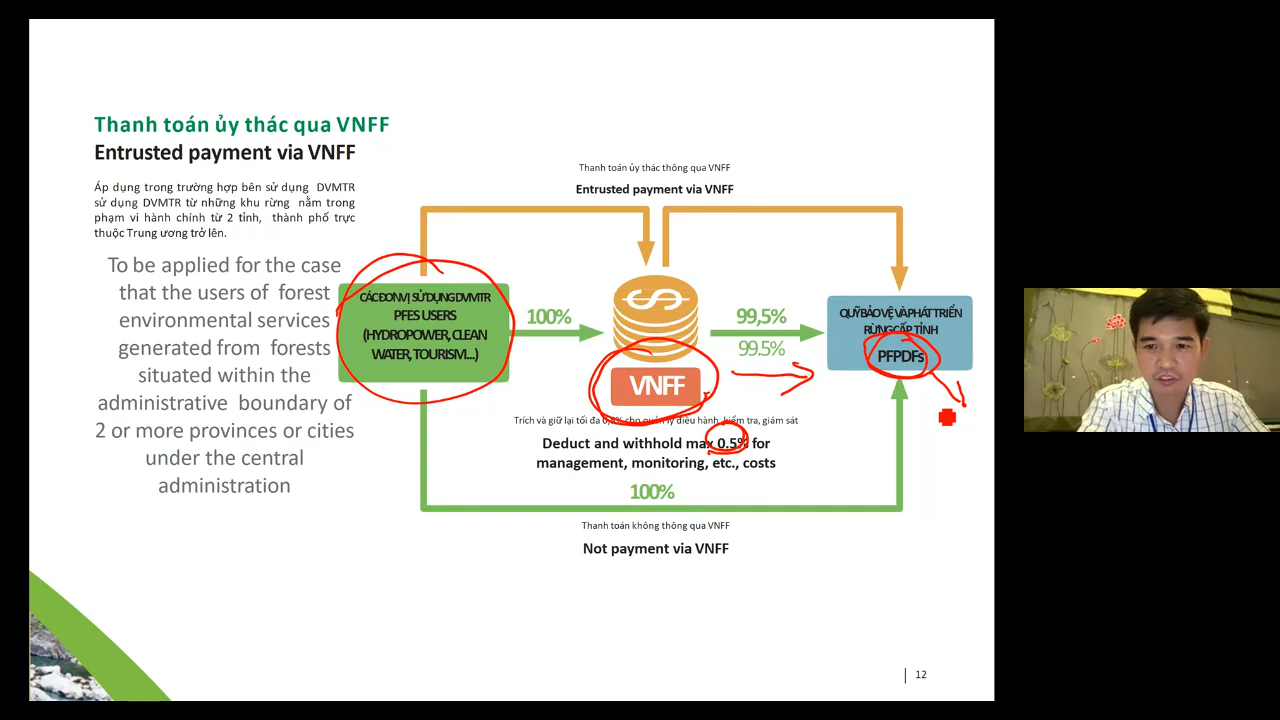 Thanh toán ủy thác qua VNFF
Entrusted payment via VNFF
Áp dụng trong trường hợp bên sử dụng DVMTR
sử dụng DVMTR từ những khu rừng nằm trong
phạm vi hành chính từ 2 tỉnh, thành phố trực
thuộc Trung ương trở lên.
To be applied for the case
that the users of forest
environmental services
generated from forests
situated within the
administrative boundary of
2 or more provinces or cities
under the central
administration
Thanh toán ủy thác thông qua VNFF
Entrusted payment via VNFF
CÁC ĐƠN VỊ SỬ DỤNG DVMTR
PFES USERS
(HYDROPOWER, CLEAN
WATER, TOURISM...)
100%
VNFF
99,5%
99.5%
QUỸ BẢO VỆ VÀ PHÁT TRIỂN
RỪNG CẤP TỈNH
PFPDFs
Trích và giữ lại tối đa 0,5% cho quản lý điều hành, kiểm tra, giám sát
Deduct and withhold max 0.5% for
management, monitoring, etc., costs
100%
Thanh toán không thông qua VNFF
Not payment via VNFF
12